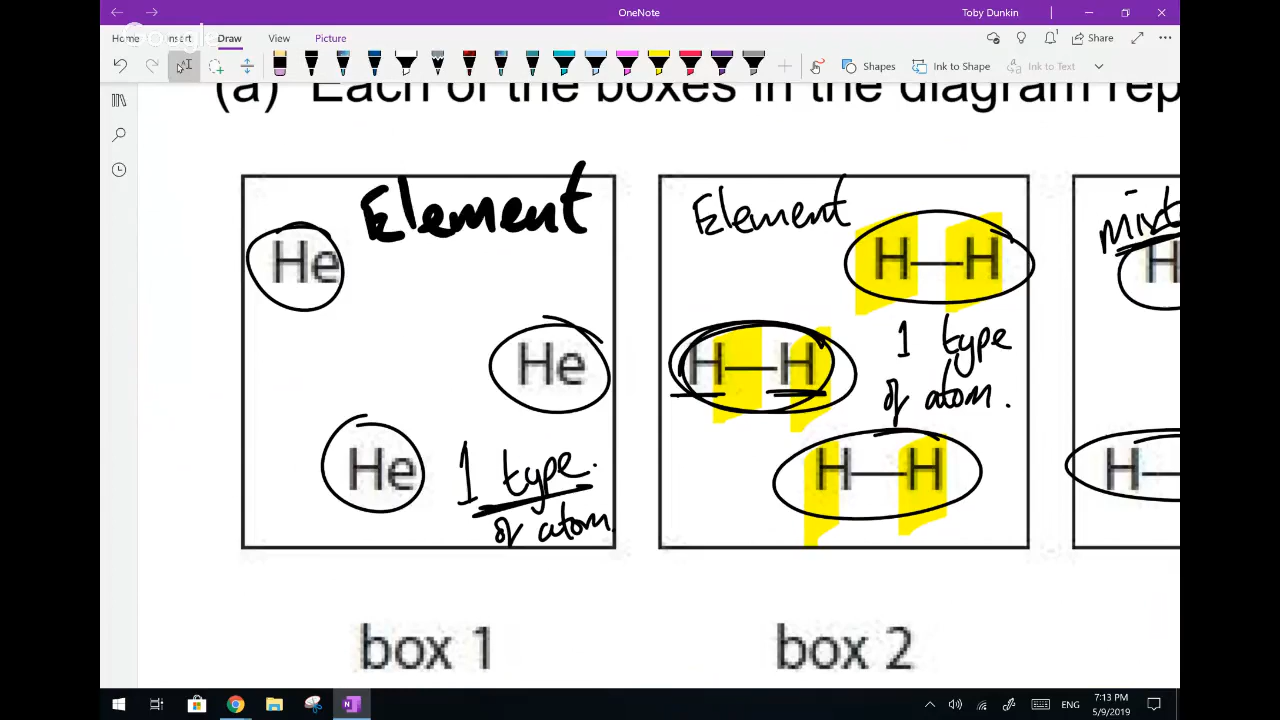 OneNote
Toby Dunkin
Home Insert Draw View Picture
Share
Shapes Ink to Shape Ink to Text
(a) Each of the boxes in the diagram rep
Element
He
He
He
1 type.
of atom
Element
H—H
H—H
1 type
of atom.
H—H
mixt
H
H—
box 1
box 2
ENG
7:13 PM
5/9/2019